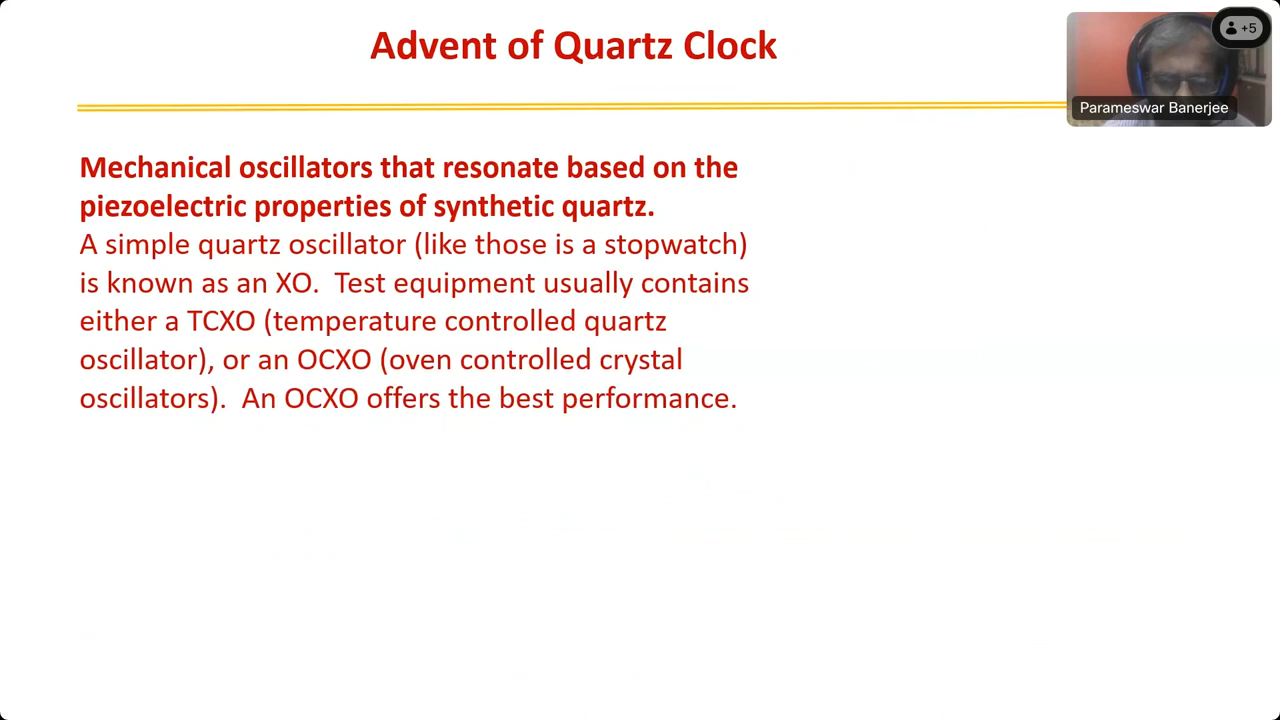 Advent of Quartz Clock
+5
Parameswar Banerjee
Mechanical oscillators that resonate based on the
piezoelectric properties of synthetic quartz.
A simple quartz oscillator (like those is a stopwatch)
is known as an XO.  Test equipment usually contains
either a TCXO (temperature controlled quartz
oscillator), or an OCXO (oven controlled crystal
oscillators).  An OCXO offers the best performance.